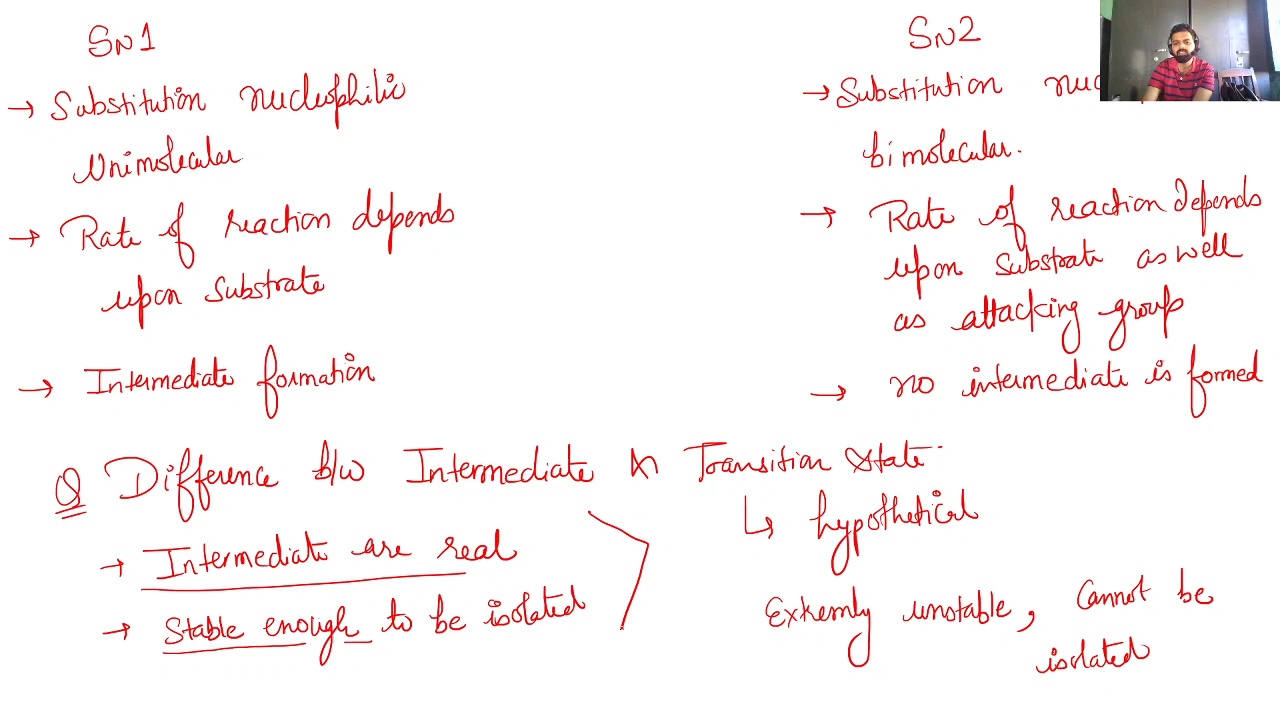 SN1
→ Substitution nucleophilic
Unimolecular
→ Rate of reaction depends
upon substrate
→ Intermediate formation
SN2
→ Substitution
bimolecular.
→ Rate of reaction depends
upon substrate as well
as attacking group
→ no intermediate is formed
Q Difference b/w Intermediate & Transition state
→ Intermediate are real
→ Stable enough to be isolated
↳ hypothetical
Extremly unstable, Cannot be
isolated